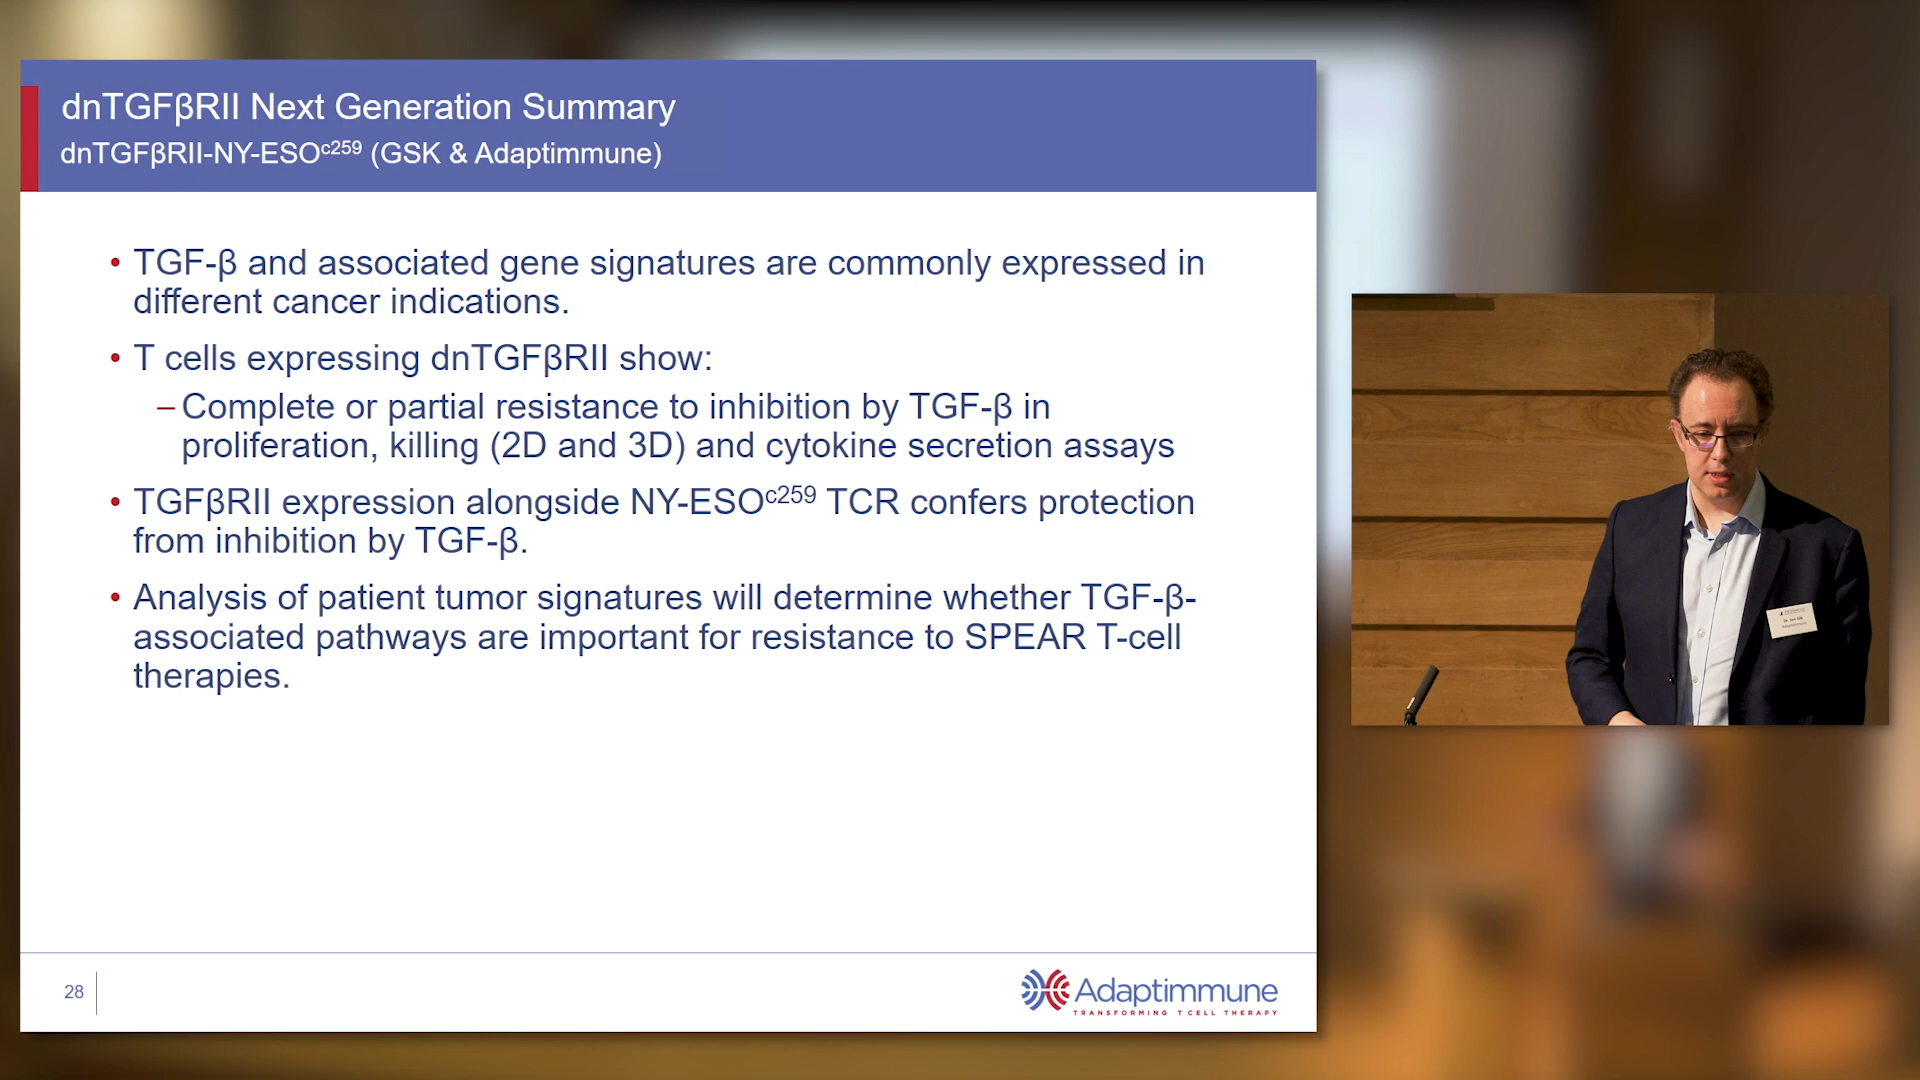 dnTGFβRII Next Generation Summary
dnTGFβRII-NY-ESOc259 (GSK & Adaptimmune)
• TGF-β and associated gene signatures are commonly expressed in
different cancer indications.
• T cells expressing dnTGFβRII show:
– Complete or partial resistance to inhibition by TGF-β in
proliferation, killing (2D and 3D) and cytokine secretion assays
• TGFβRII expression alongside NY-ESOc259 TCR confers protection
from inhibition by TGF-β.
• Analysis of patient tumor signatures will determine whether TGF-β-
associated pathways are important for resistance to SPEAR T-cell
therapies.
28
Adaptimmune
TRANSFORMING T CELL THERAPY